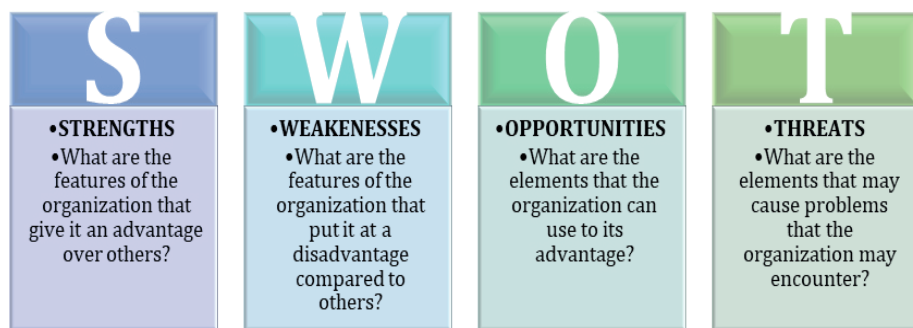 S
•STRENGTHS
•What are the
features of the
organization that
give it an advantage
over others?
W
•WEAKENESSES
•What are the
features of the
organization that
put it at a
disadvantage
compared to
others?
O
•OPPORTUNITIES
•What are the
elements that the
organization can
use to its
advantage?
T
•THREATS
•What are the
elements that may
cause problems
that the
organization may
encounter?